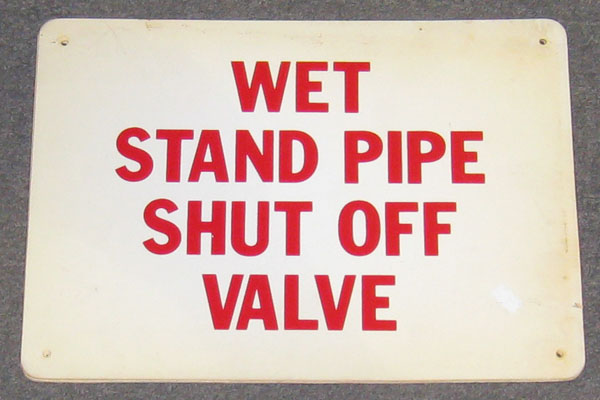 WET
STAND PIPE
SHUT OFF
VALVE